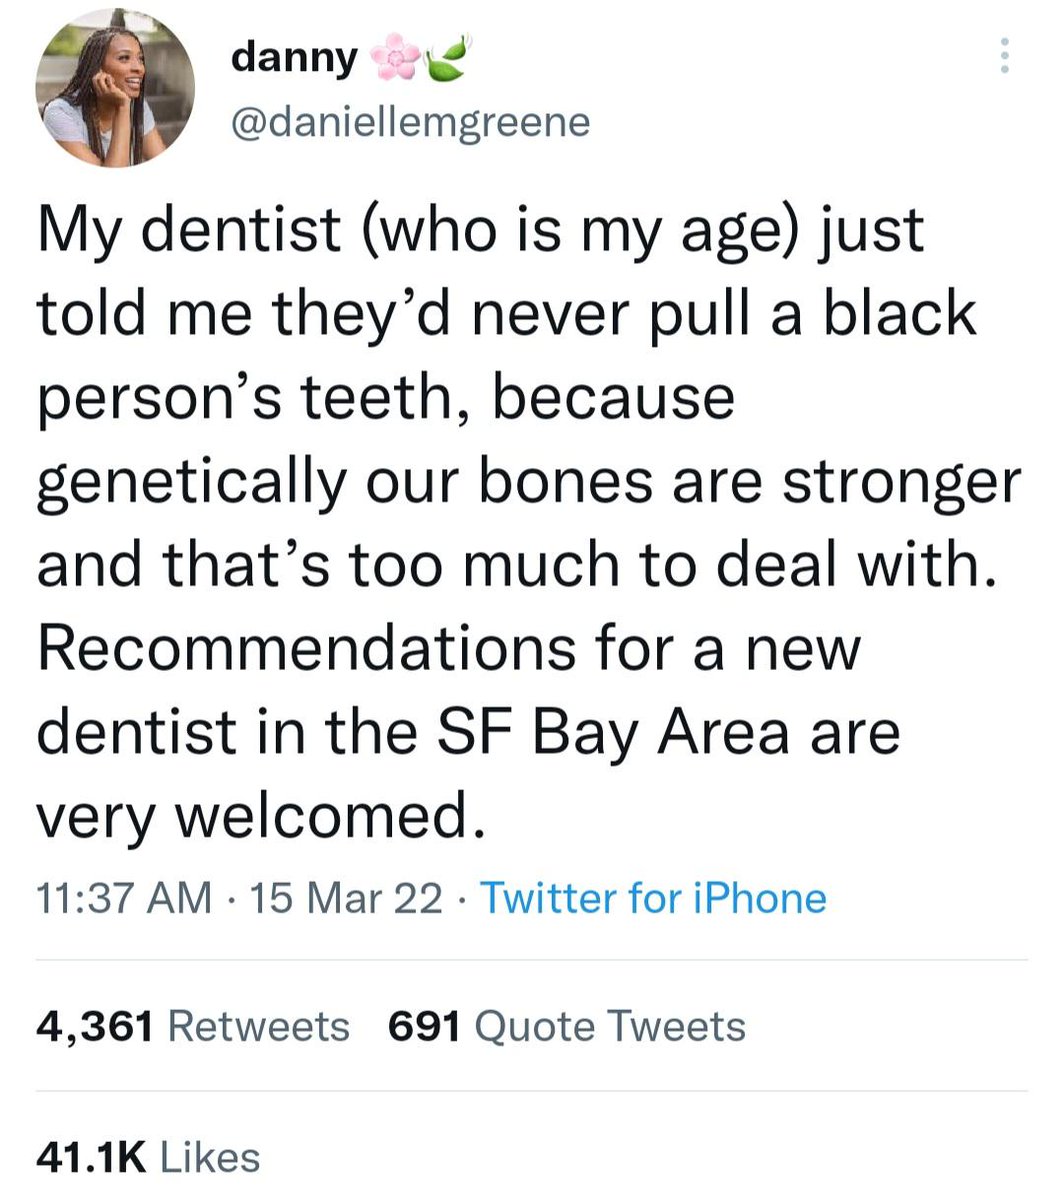 danny 🌸🍃
@daniellemgreene
My dentist (who is my age) just
told me they’d never pull a black
person’s teeth, because
genetically our bones are stronger
and that’s too much to deal with.
Recommendations for a new
dentist in the SF Bay Area are
very welcomed.
11:37 AM · 15 Mar 22 · Twitter for iPhone
4,361 Retweets 691 Quote Tweets
41.1K Likes